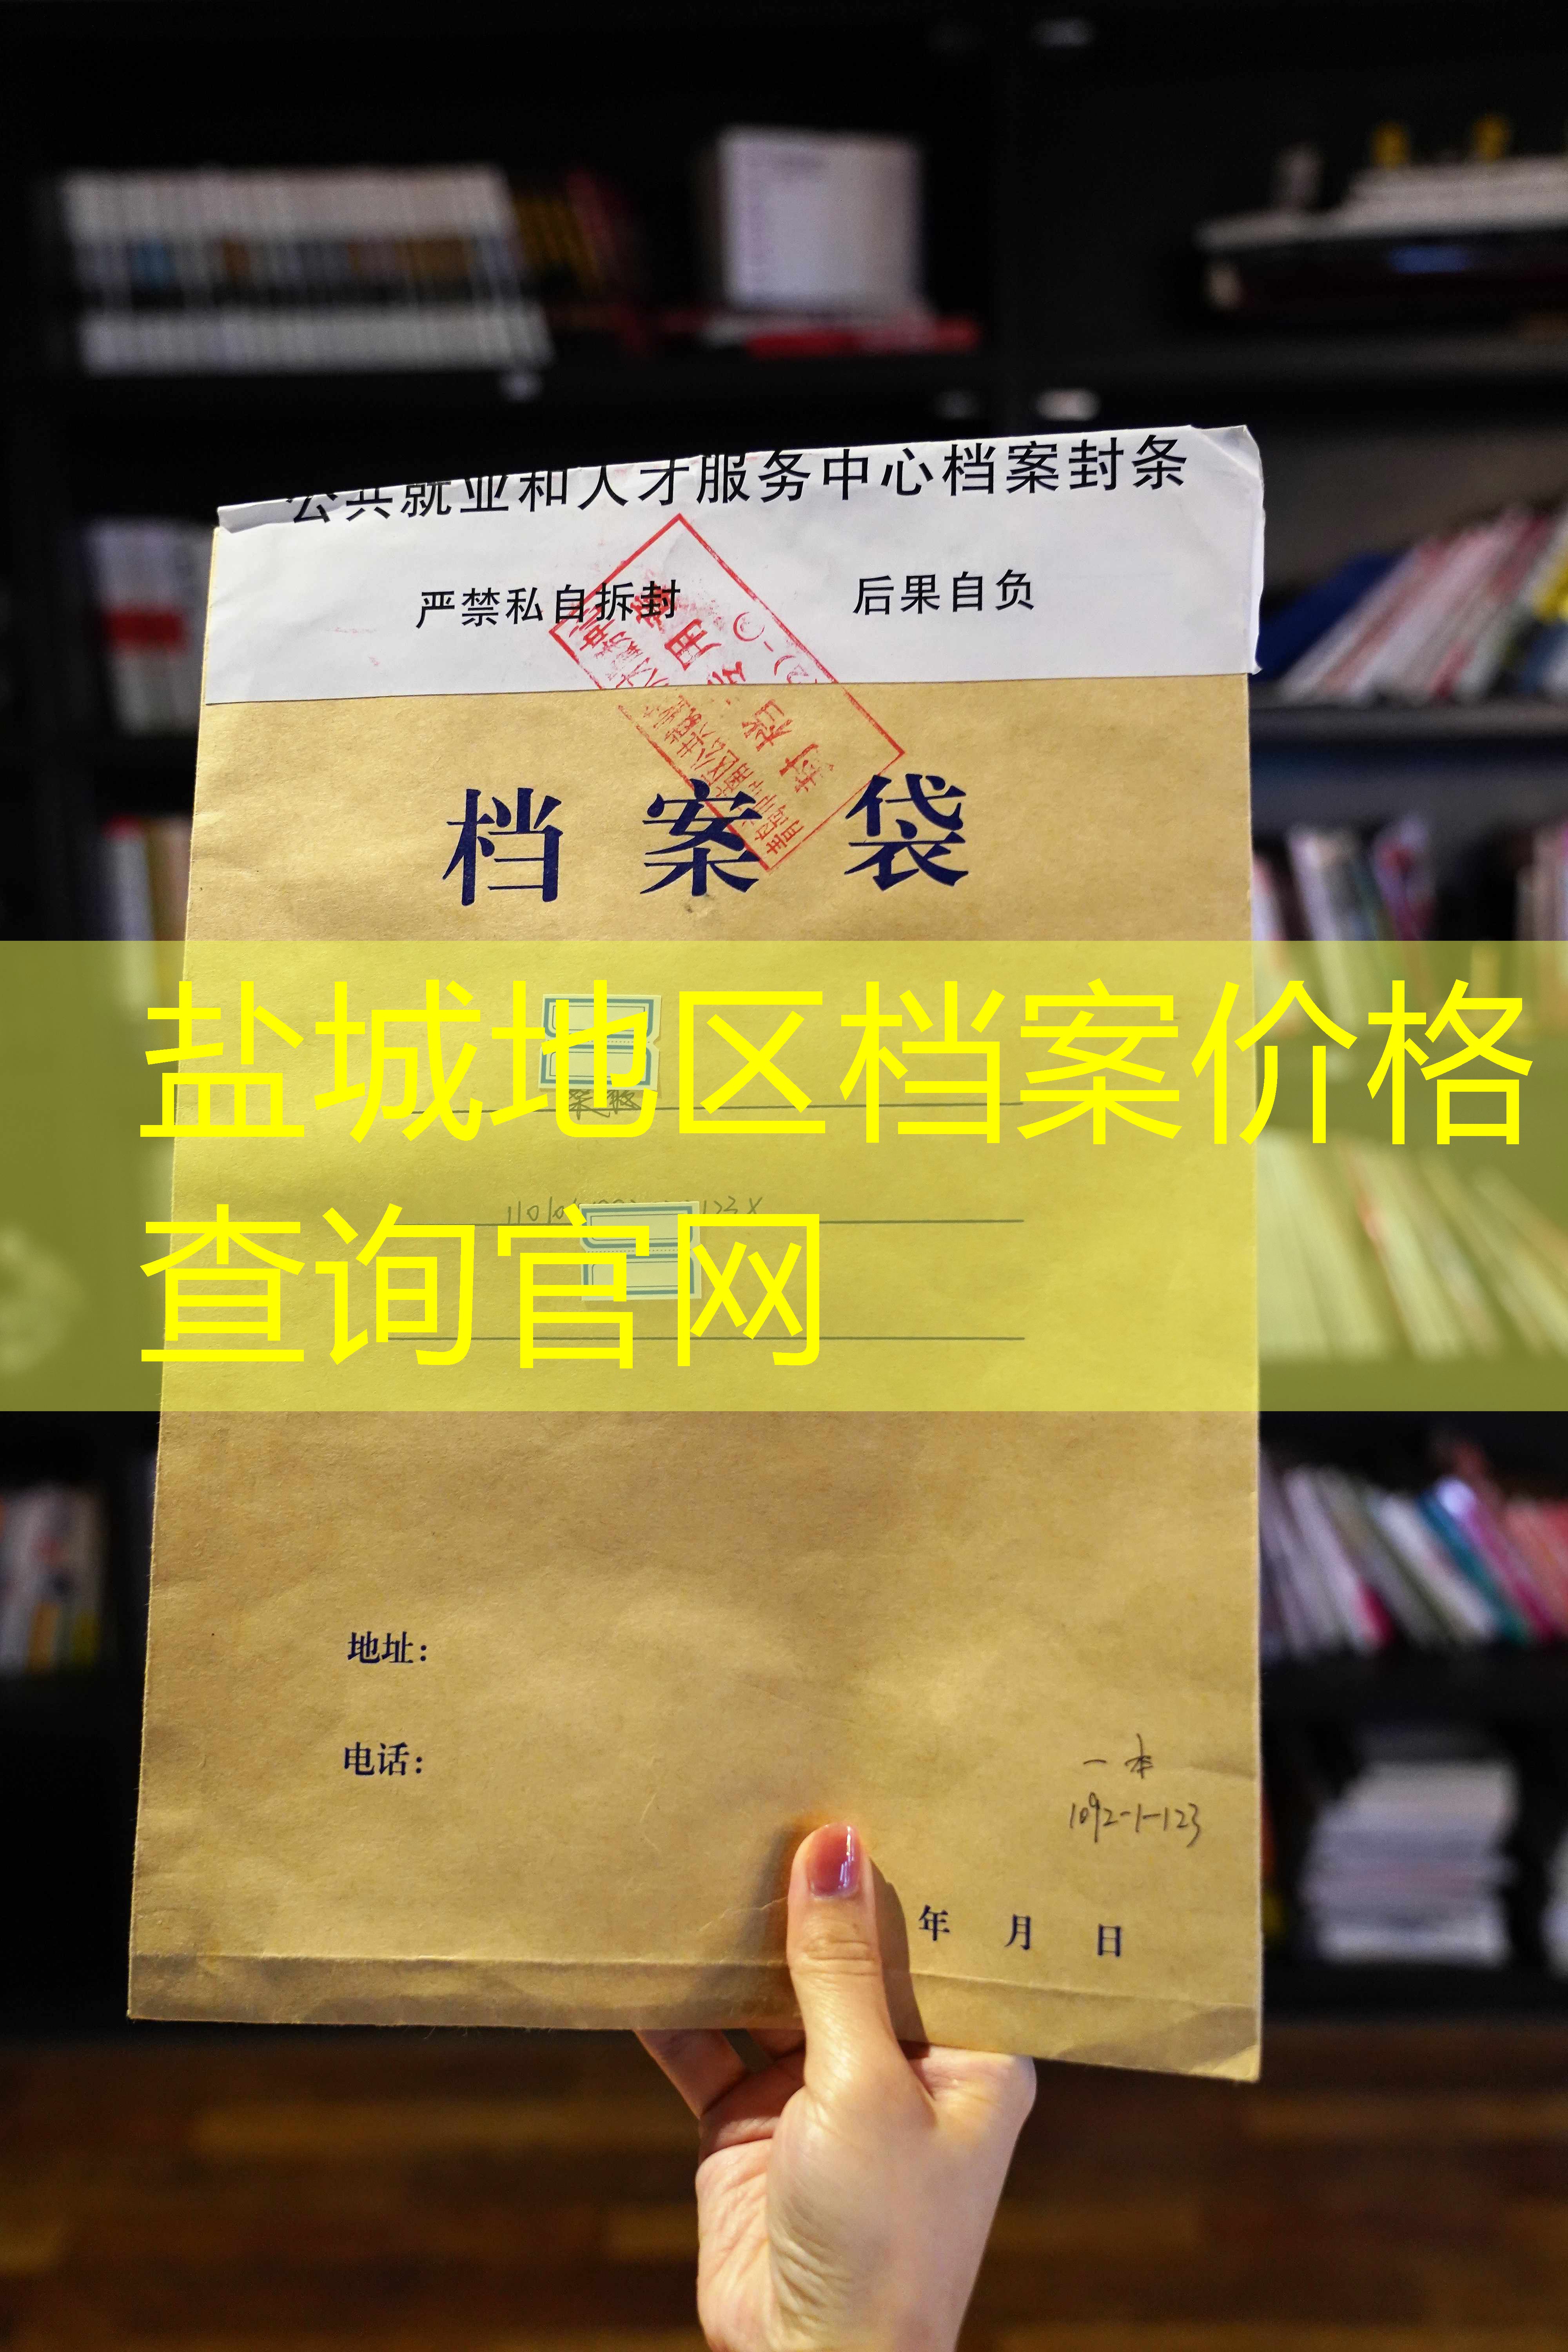 公共就业和人才服务中心档案封条
严禁私自拆封 后果自负
档案袋
盐城地区档案价格
查询官网
地址：
电话：
一本
1092-1-123
年 月 日